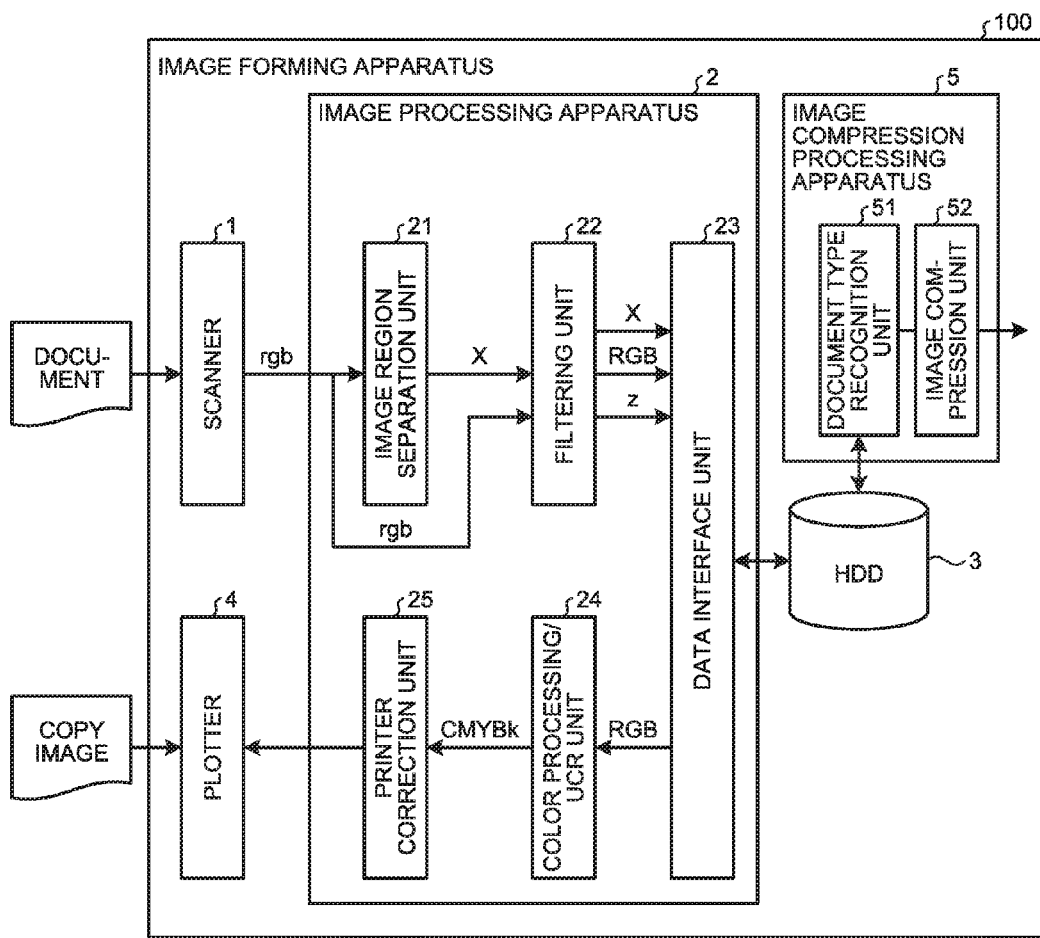 100
IMAGE FORMING APPARATUS
2
IMAGE PROCESSING APPARATUS
5
IMAGE
COMPRESSION
PROCESSING
APPARATUS
51
DOCUMENT TYPE
RECOGNITION
UNIT
52
IMAGE COM-
PRESSION UNIT
1
SCANNER
21
IMAGE REGION
SEPARATION UNIT
22
FILTERING UNIT
23
DATA INTERFACE UNIT
DOCU-
MENT
rgb
X
X
RGB
z
rgb
HDD
3
4
PLOTTER
25
PRINTER
CORRECTION UNIT
24
COLOR PROCESSING/
UCR UNIT
COPY
IMAGE
CMYBk
RGB